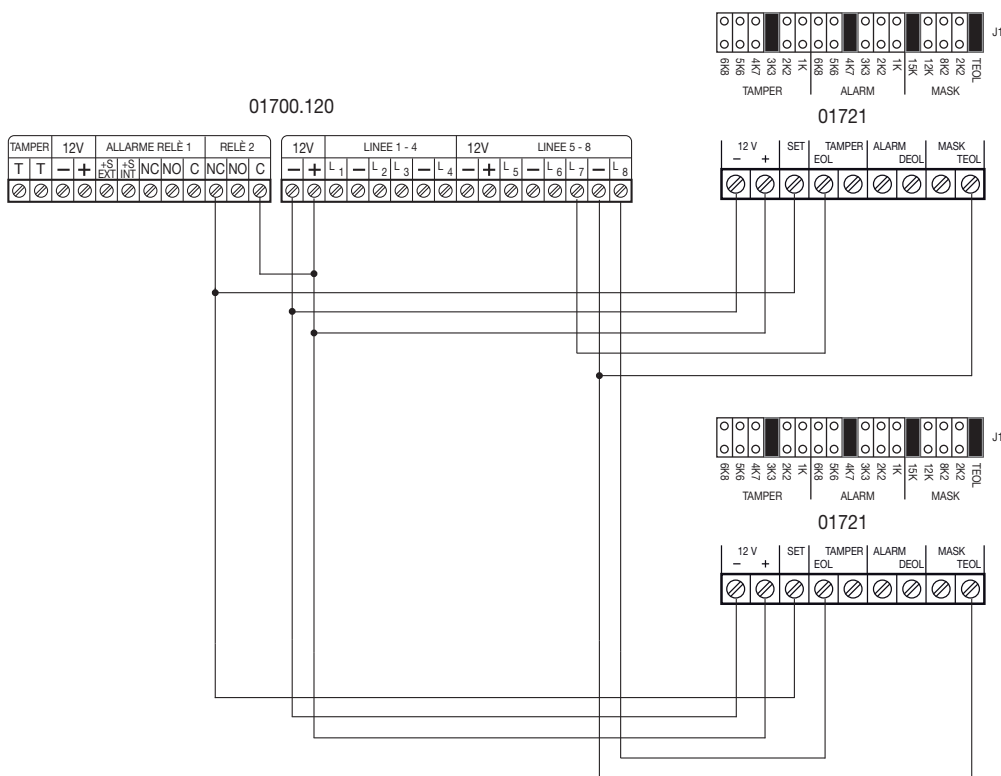 J1
6K8 5K6 4K7 3K3 2K2 1K 6K8 5K6 4K7 3K3 2K2 1K 15K 12K 8K2 2K2 TEOL
TAMPER ALARM MASK
01721
01700.120
TAMPER 12V ALLARME RELÈ 1 RELÈ 2 12V LINEE 1 - 4 12V LINEE 5 - 8
T T − + +S EXT +S INT NC NO C NC NO C − + L1 − L2 L3 − L4 − + L5 − L6 L7 − L8
12 V SET TAMPER ALARM MASK
− + EOL DEOL TEOL
J1
6K8 5K6 4K7 3K3 2K2 1K 6K8 5K6 4K7 3K3 2K2 1K 15K 12K 8K2 2K2 TEOL
TAMPER ALARM MASK
01721
12 V SET TAMPER ALARM MASK
− + EOL DEOL TEOL